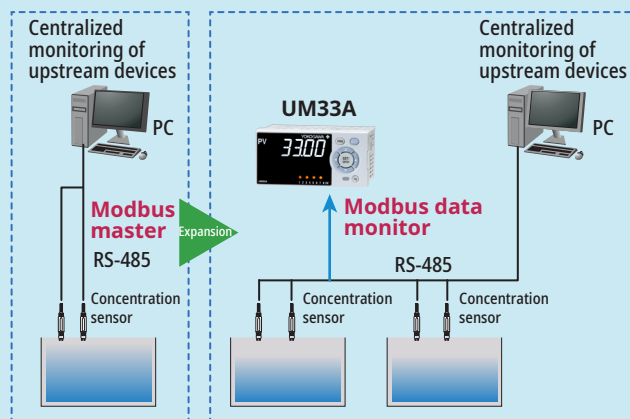 Centralized
monitoring of
upstream devices
PC
Modbus
master
RS-485
Concentration
sensor
Expansion
Centralized
monitoring of
upstream devices
PC
UM33A
YOKOGAWA
PV
33.00
Modbus data
monitor
RS-485
Concentration
sensor
Concentration
sensor